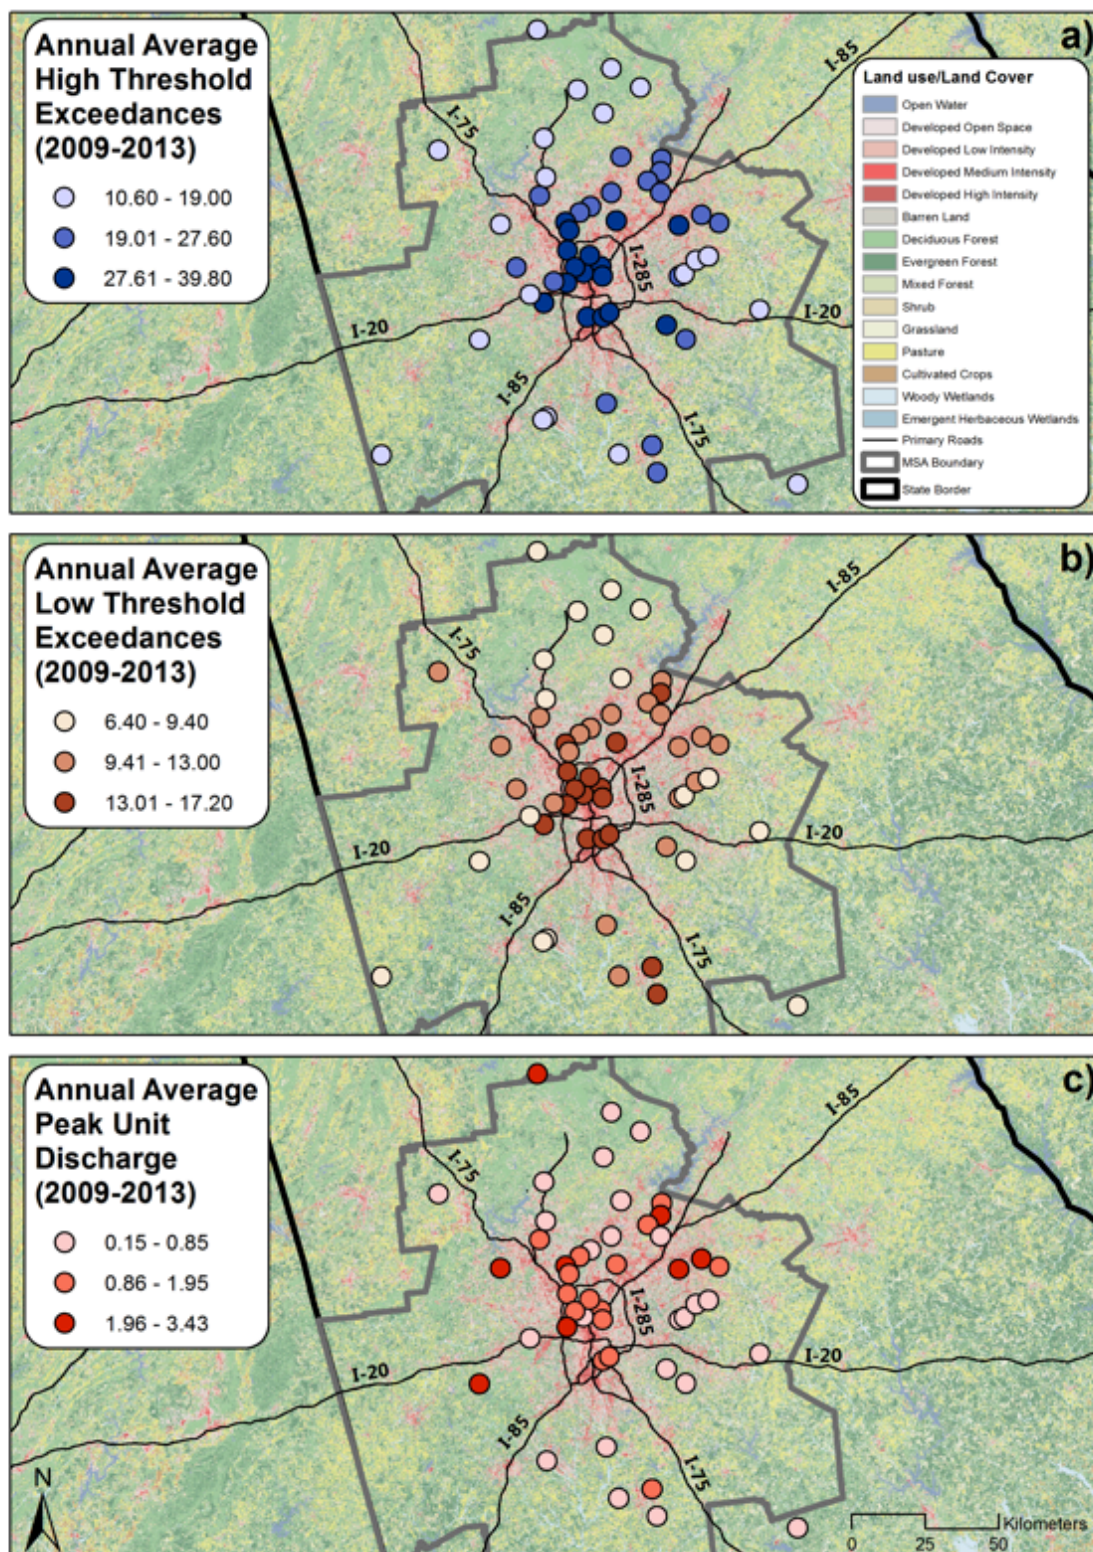 Annual Average
High Threshold
Exceedances
(2009-2013)
10.60 - 19.00
19.01 - 27.60
27.61 - 39.80
a)
I-85
I-75
I-285
I-20
I-20
I-85
I-75
Land use/Land Cover
Open Water
Developed Open Space
Developed Low Intensity
Developed Medium Intensity
Developed High Intensity
Barren Land
Deciduous Forest
Evergreen Forest
Mixed Forest
Shrub
Grassland
Pasture
Cultivated Crops
Woody Wetlands
Emergent Herbaceous Wetlands
Primary Roads
MSA Boundary
State Border
Annual Average
Low Threshold
Exceedances
(2009-2013)
6.40 - 9.40
9.41 - 13.00
13.01 - 17.20
b)
I-85
I-75
I-285
I-20
I-20
I-85
I-75
Annual Average
Peak Unit
Discharge
(2009-2013)
0.15 - 0.85
0.86 - 1.95
1.96 - 3.43
I-85
I-75
I-285
I-20
I-20
I-85
I-75
N
Kilometers
0 25 50
c)